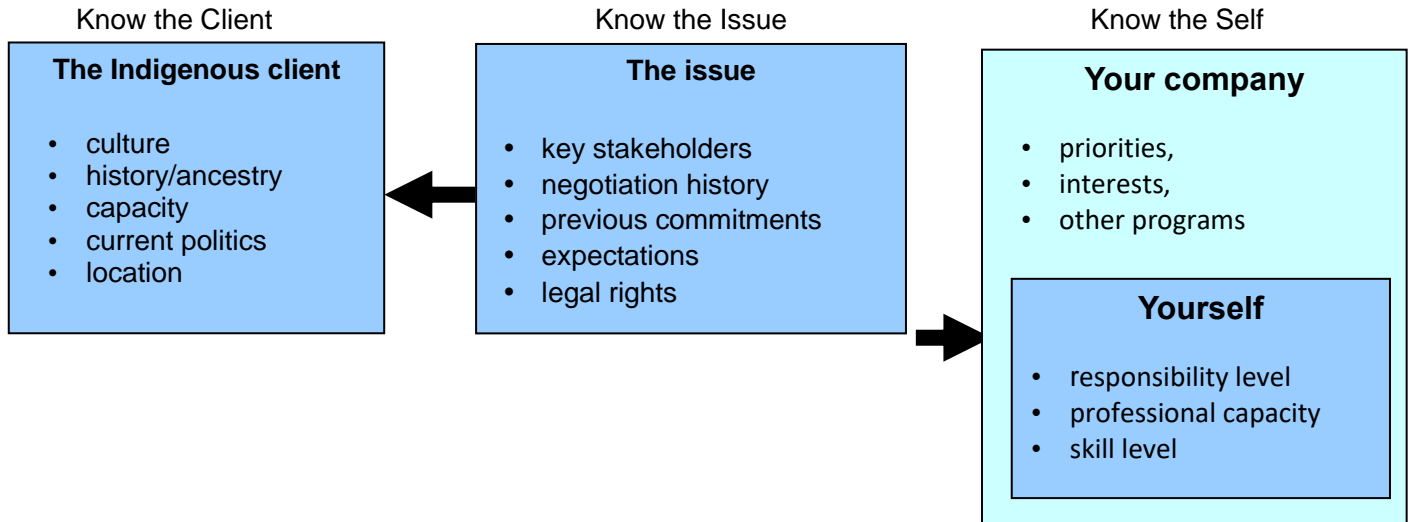 Know the Client
The Indigenous client
• culture
• history/ancestry
• capacity
• current politics
• location
Know the Issue
The issue
• key stakeholders
• negotiation history
• previous commitments
• expectations
• legal rights
Know the Self
Your company
• priorities,
• interests,
• other programs
Yourself
• responsibility level
• professional capacity
• skill level